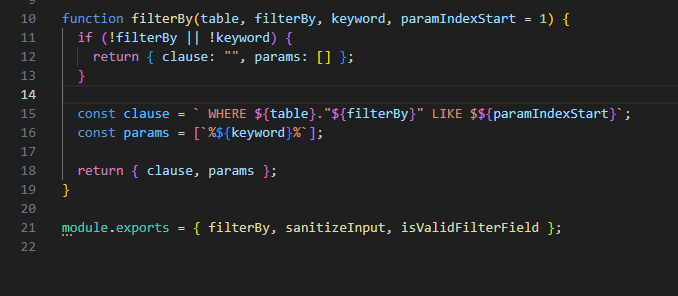 9
10 function filterBy(table, filterBy, keyword, paramIndexStart = 1) {
11 if (!filterBy || !keyword) {
12 return { clause: "", params: [] };
13 }
14
15 const clause = ` WHERE ${table}."${filterBy}" LIKE $${paramIndexStart}`;
16 const params = [`%${keyword}%`];
17
18 return { clause, params };
19 }
20
21 module.exports = { filterBy, sanitizeInput, isValidFilterField };
22